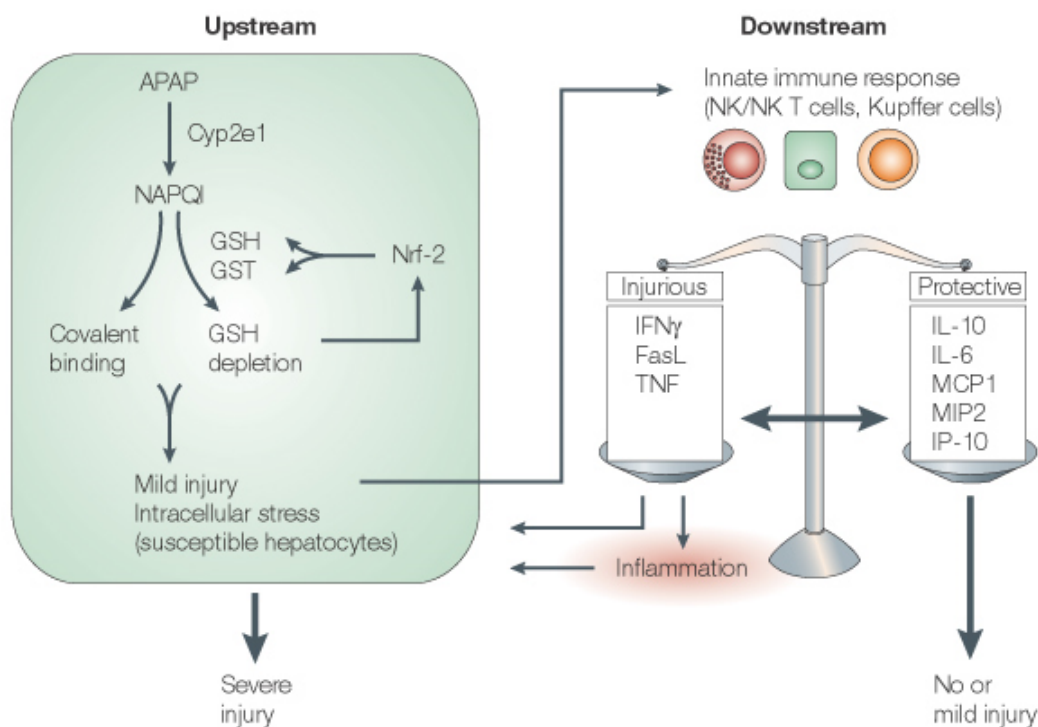 Upstream
APAP
Cyp2e1
NAPQI
GSH
GST
Nrf-2
Covalent
binding
GSH
depletion
Mild injury
Intracellular stress
(susceptible hepatocytes)
Severe
injury
Downstream
Innate immune response
(NK/NK T cells, Kupffer cells)
Injurious
IFNγ
FasL
TNF
Protective
IL-10
IL-6
MCP1
MIP2
IP-10
Inflammation
No or
mild injury